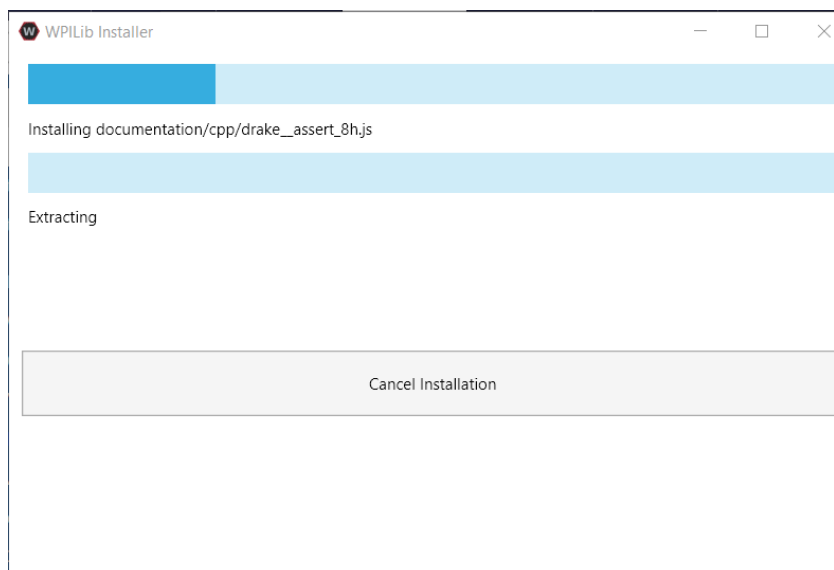 W WPILib Installer
Installing documentation/cpp/drake__assert_8h.js
Extracting
Cancel Installation